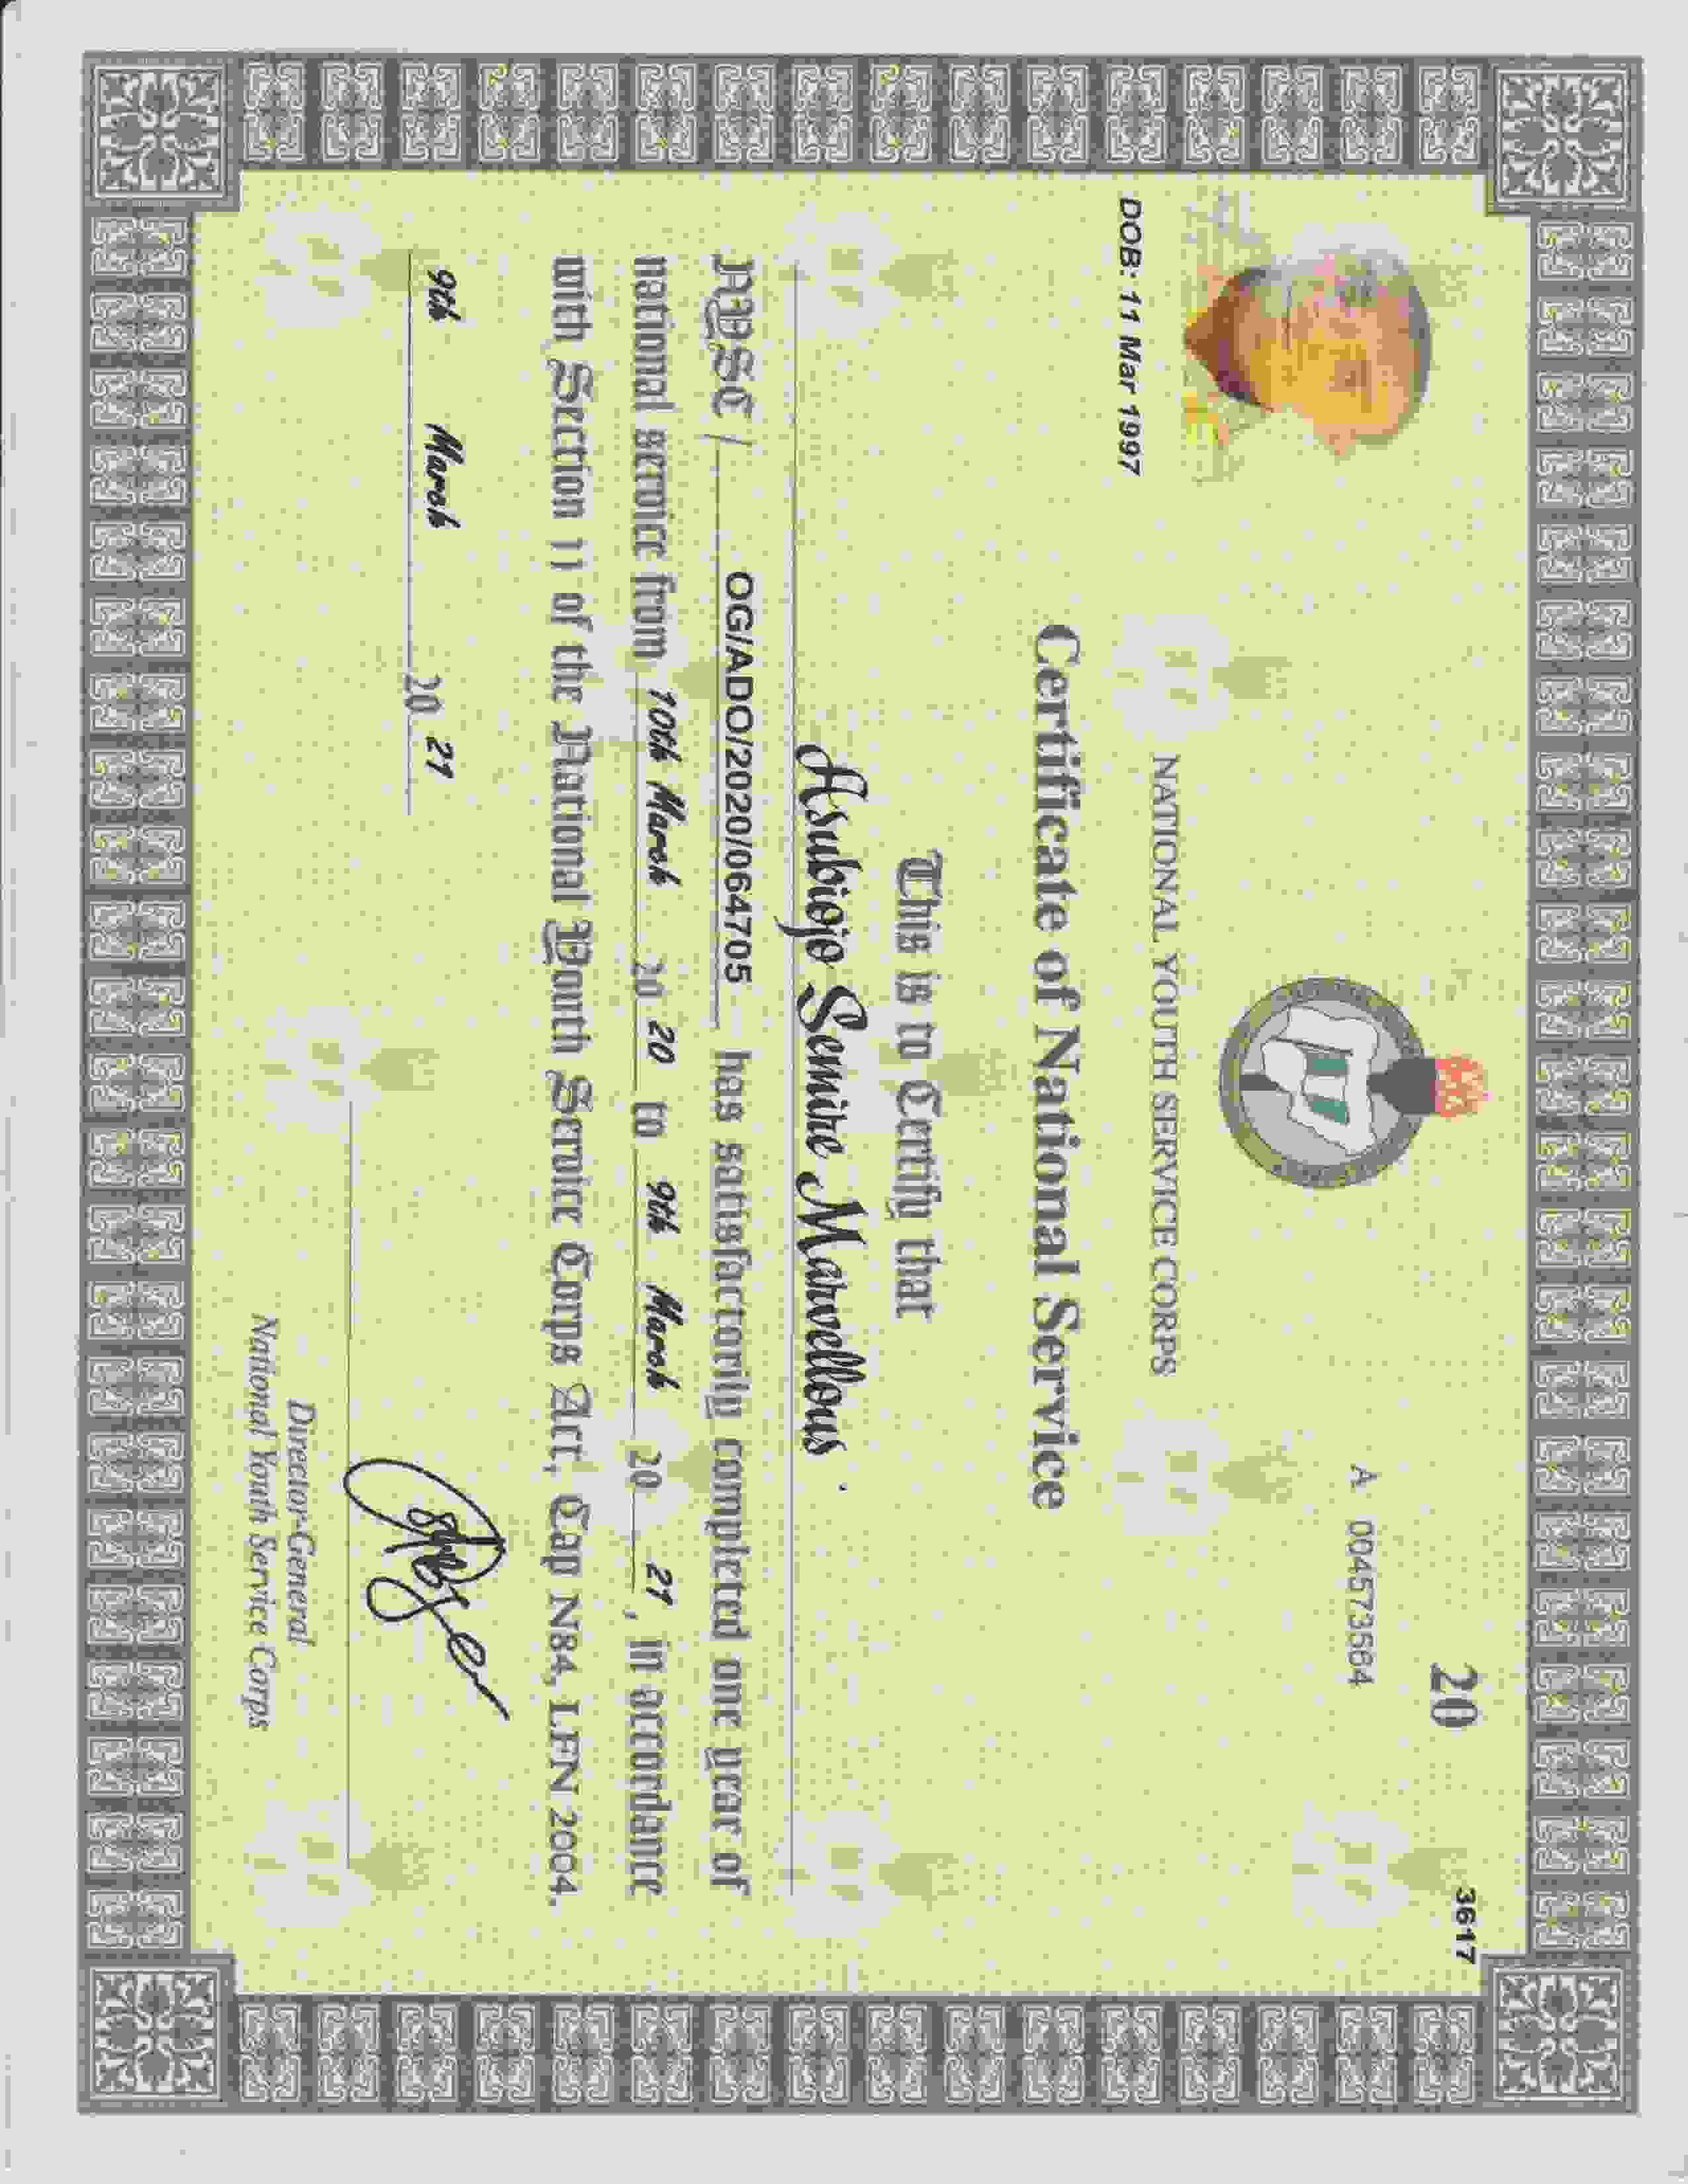 20
3617
A 004573564
NATIONAL YOUTH SERVICE CORPS
DOB: 11 Mar 1997
Certificate of National Service
This is to Certify that
Asubiojo Semire Marvellous .
NYSC / OG/ADO/2020/064705 has satisfactorily completed one year of
national service from 10th March 20 20 to 9th March 20 21, in accordance
with Section 11 of the National Youth Service Corps Act, Cap N84, LFN 2004.
9th March 20 21
Director-General
National Youth Service Corps